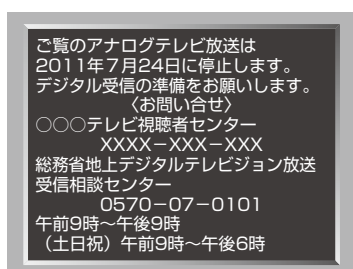 ご覧のアナログテレビ放送は
2011年7月24日に停止します。
デジタル受信の準備をお願いします。
〈お問い合せ〉
○○○テレビ視聴者センター
XXXX−XXX−XXX
総務省地上デジタルテレビジョン放送
受信相談センター
0570−07−0101
午前9時〜午後9時
（土日祝）午前9時〜午後6時